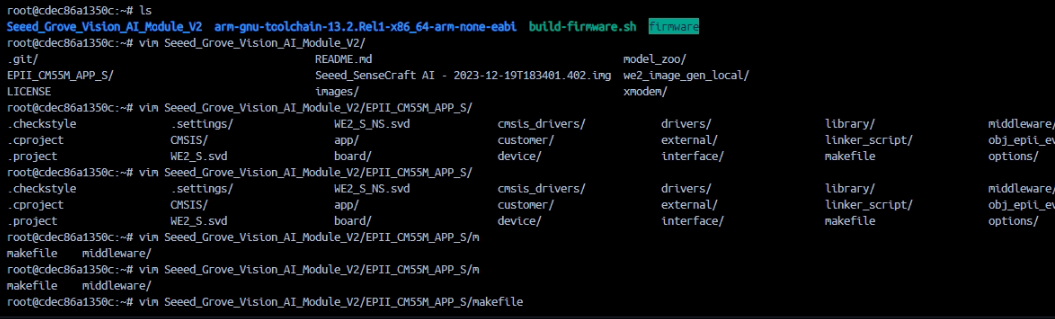 root@cdec86a1350c:~# ls
Seeed_Grove_Vision_AI_Module_V2 arm-gnu-toolchain-13.2.Rel1-x86_64-arm-none-eabi build-firmware.sh firmware
root@cdec86a1350c:~# vim Seeed_Grove_Vision_AI_Module_V2/
.git/ README.md model_zoo/
EPII_CM55M_APP_S/ Seeed_SenseCraft AI - 2023-12-19T183401.402.img we2_image_gen_local/
LICENSE images/ xmodem/
root@cdec86a1350c:~# vim Seeed_Grove_Vision_AI_Module_V2/EPII_CM55M_APP_S/
.checkstyle .settings/ WE2_S_NS.svd cmsis_drivers/ drivers/ library/ middleware/
.cproject CMSIS/ app/ customer/ external/ linker_script/ obj_epii_ev
.project WE2_S.svd board/ device/ interface/ makefile options/
root@cdec86a1350c:~# vim Seeed_Grove_Vision_AI_Module_V2/EPII_CM55M_APP_S/
.checkstyle .settings/ WE2_S_NS.svd cmsis_drivers/ drivers/ library/ middleware/
.cproject CMSIS/ app/ customer/ external/ linker_script/ obj_epii_ev
.project WE2_S.svd board/ device/ interface/ makefile options/
root@cdec86a1350c:~# vim Seeed_Grove_Vision_AI_Module_V2/EPII_CM55M_APP_S/m
makefile middleware/
root@cdec86a1350c:~# vim Seeed_Grove_Vision_AI_Module_V2/EPII_CM55M_APP_S/m
makefile middleware/
root@cdec86a1350c:~# vim Seeed_Grove_Vision_AI_Module_V2/EPII_CM55M_APP_S/makefile